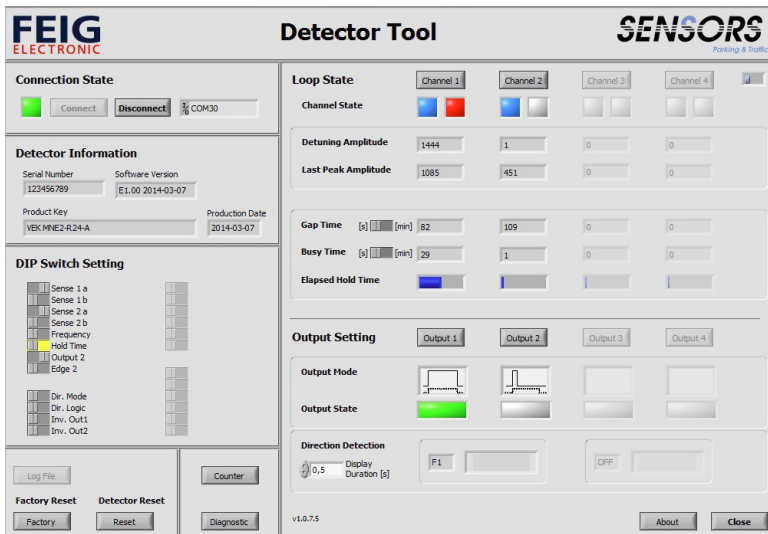 FEIG
ELECTRONIC
Detector Tool
SENSORS
Parking & Traffic
Connection State
Connect
Disconnect
COM30
Detector Information
Serial Number
Software Version
123456789
E1.00 2014-03-07
Product Key
Production Date
VEK MNE2-R24-A
2014-03-07
DIP Switch Setting
Sense 1 a
Sense 1 b
Sense 2 a
Sense 2 b
Frequency
Hold Time
Output 2
Edge 2
Dir. Mode
Dir. Logic
Inv. Out1
Inv. Out2
Log File
Counter
Factory Reset
Detector Reset
Factory
Reset
Diagnostic
Loop State
Channel 1
Channel 2
Channel 3
Channel 4
Channel State
Detuning Amplitude
1444
1
0
0
Last Peak Amplitude
1085
451
0
0
Gap Time
[s]
[min]
82
109
0
0
Busy Time
[s]
[min]
29
1
0
0
Elapsed Hold Time
Output Setting
Output 1
Output 2
Output 3
Output 4
Output Mode
Output State
Direction Detection
0,5
Display
Duration [s]
F1
OFF
v1.0.7.5
About
Close